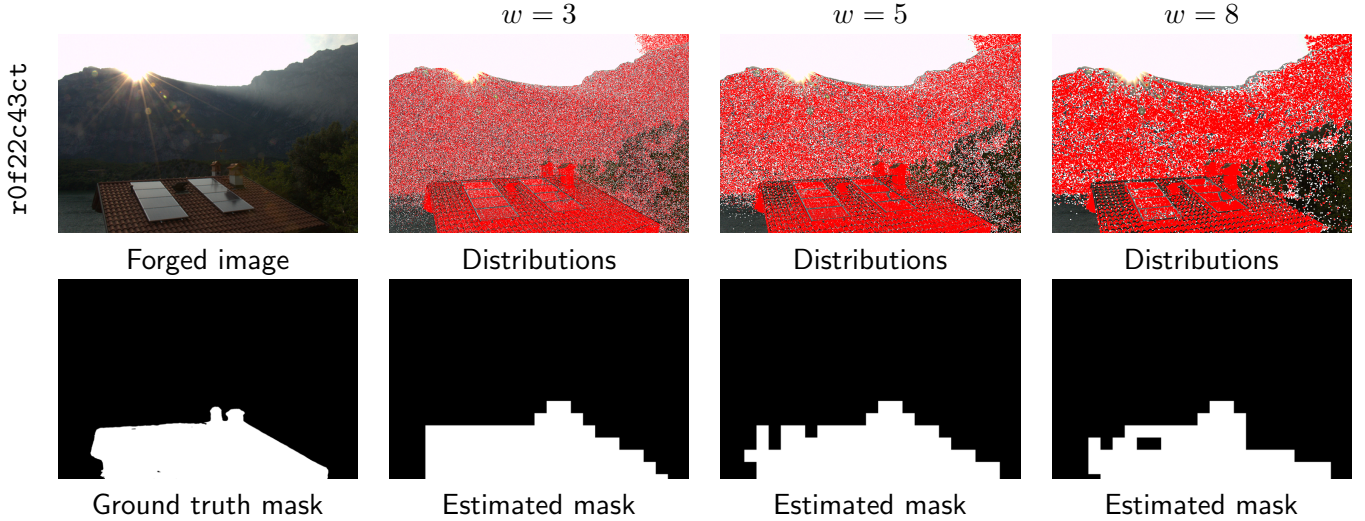 w = 3
w = 5
w = 8
r0f22c43ct
Forged image
Distributions
Distributions
Distributions
Ground truth mask
Estimated mask
Estimated mask
Estimated mask